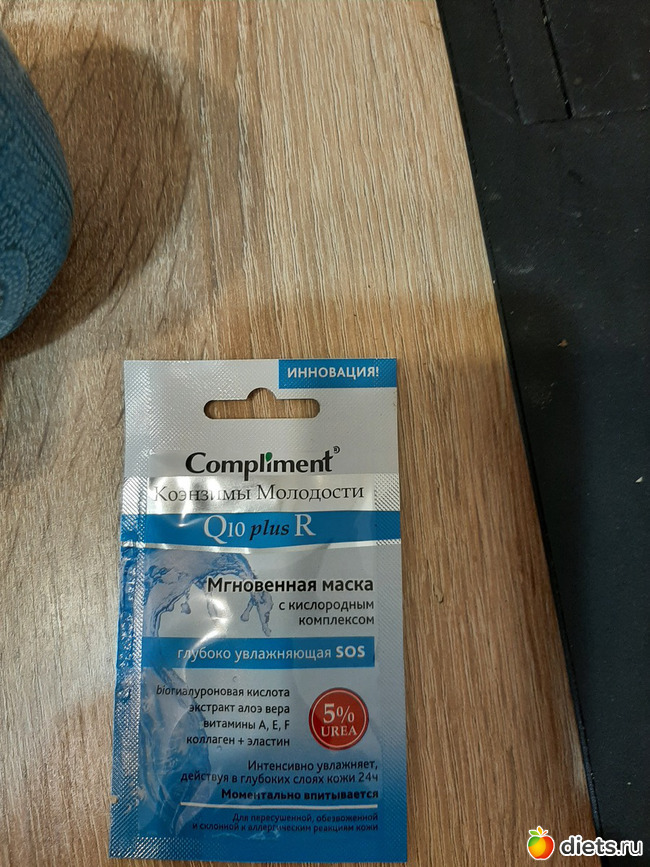 ИННОВАЦИЯ!
Compliment®
Коэнзимы Молодости
Q10 plus R
Мгновенная маска
с кислородным
комплексом
глубоко увлажняющая SOS
bioгиалуроновая кислота
экстракт алоэ вера
витамины A, E, F
коллаген + эластин
5%
UREA
Интенсивно увлажняет,
действуя в глубоких слоях кожи 24ч
Моментально впитывается
Для пересушенной, обезвоженной
и склонной к аллергическим реакциям кожи
diets.ru